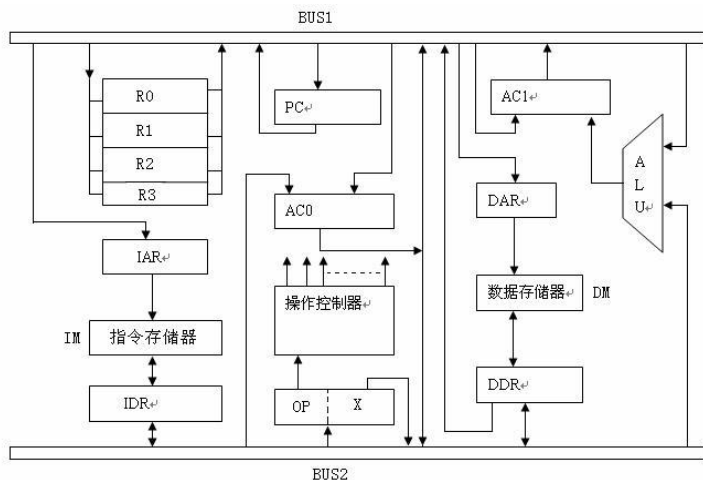 BUS1
R0
R1
R2
R3
PC↵
AC1↵
A
L
U↵
AC0↵
DAR↵
IAR↵
操作控制器↵
数据存储器↵
DM
IM
指令存储器
IDR↵
OP
X
DDR↵
BUS2